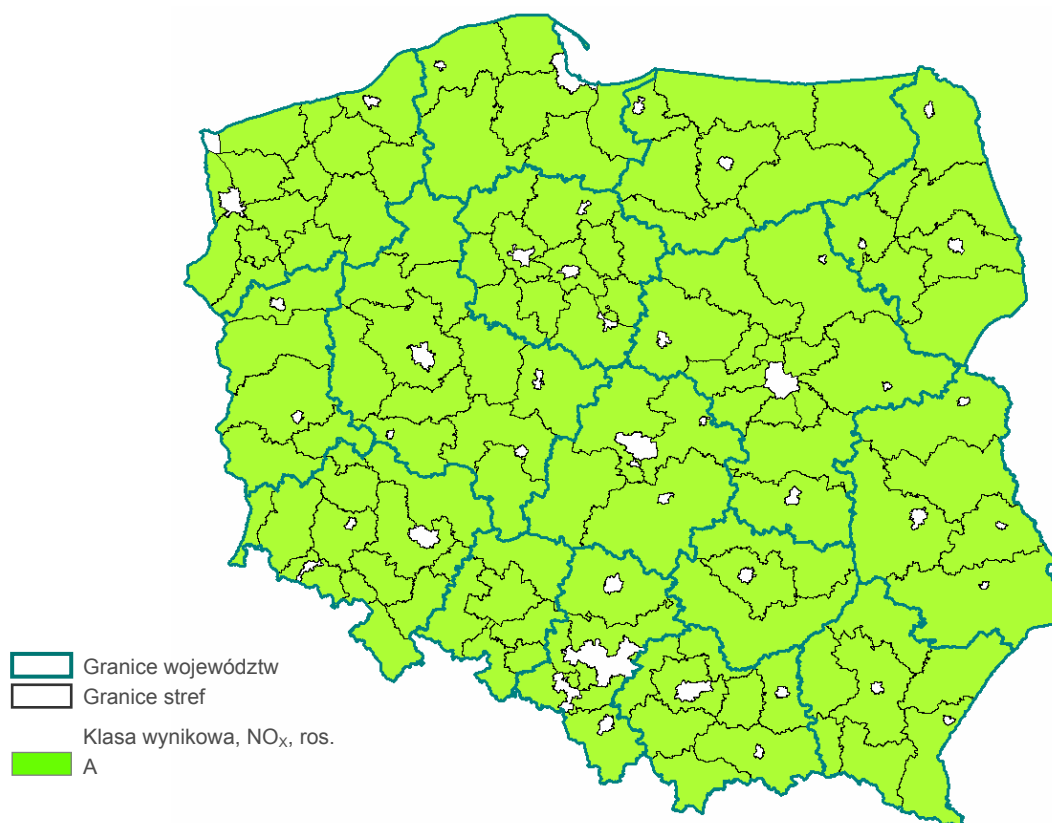 Granice województw
Granice stref
Klasa wynikowa, NOₓ, ros.
A